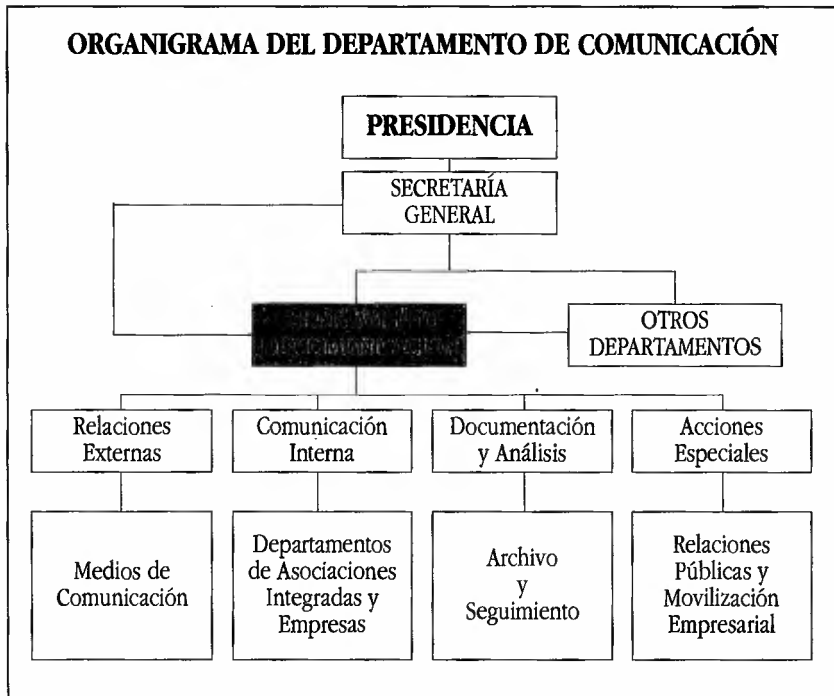 ORGANIGRAMA DEL DEPARTAMENTO DE COMUNICACIÓN
PRESIDENCIA
SECRETARÍA
GENERAL
OTROS
DEPARTAMENTOS
Relaciones
Externas
Comunicación
Interna
Documentación
y Análisis
Acciones
Especiales
Medios de
Comunicación
Departamentos
de Asociaciones
Integradas y
Empresas
Archivo
y
Seguimiento
Relaciones
Públicas y
Movilización
Empresarial